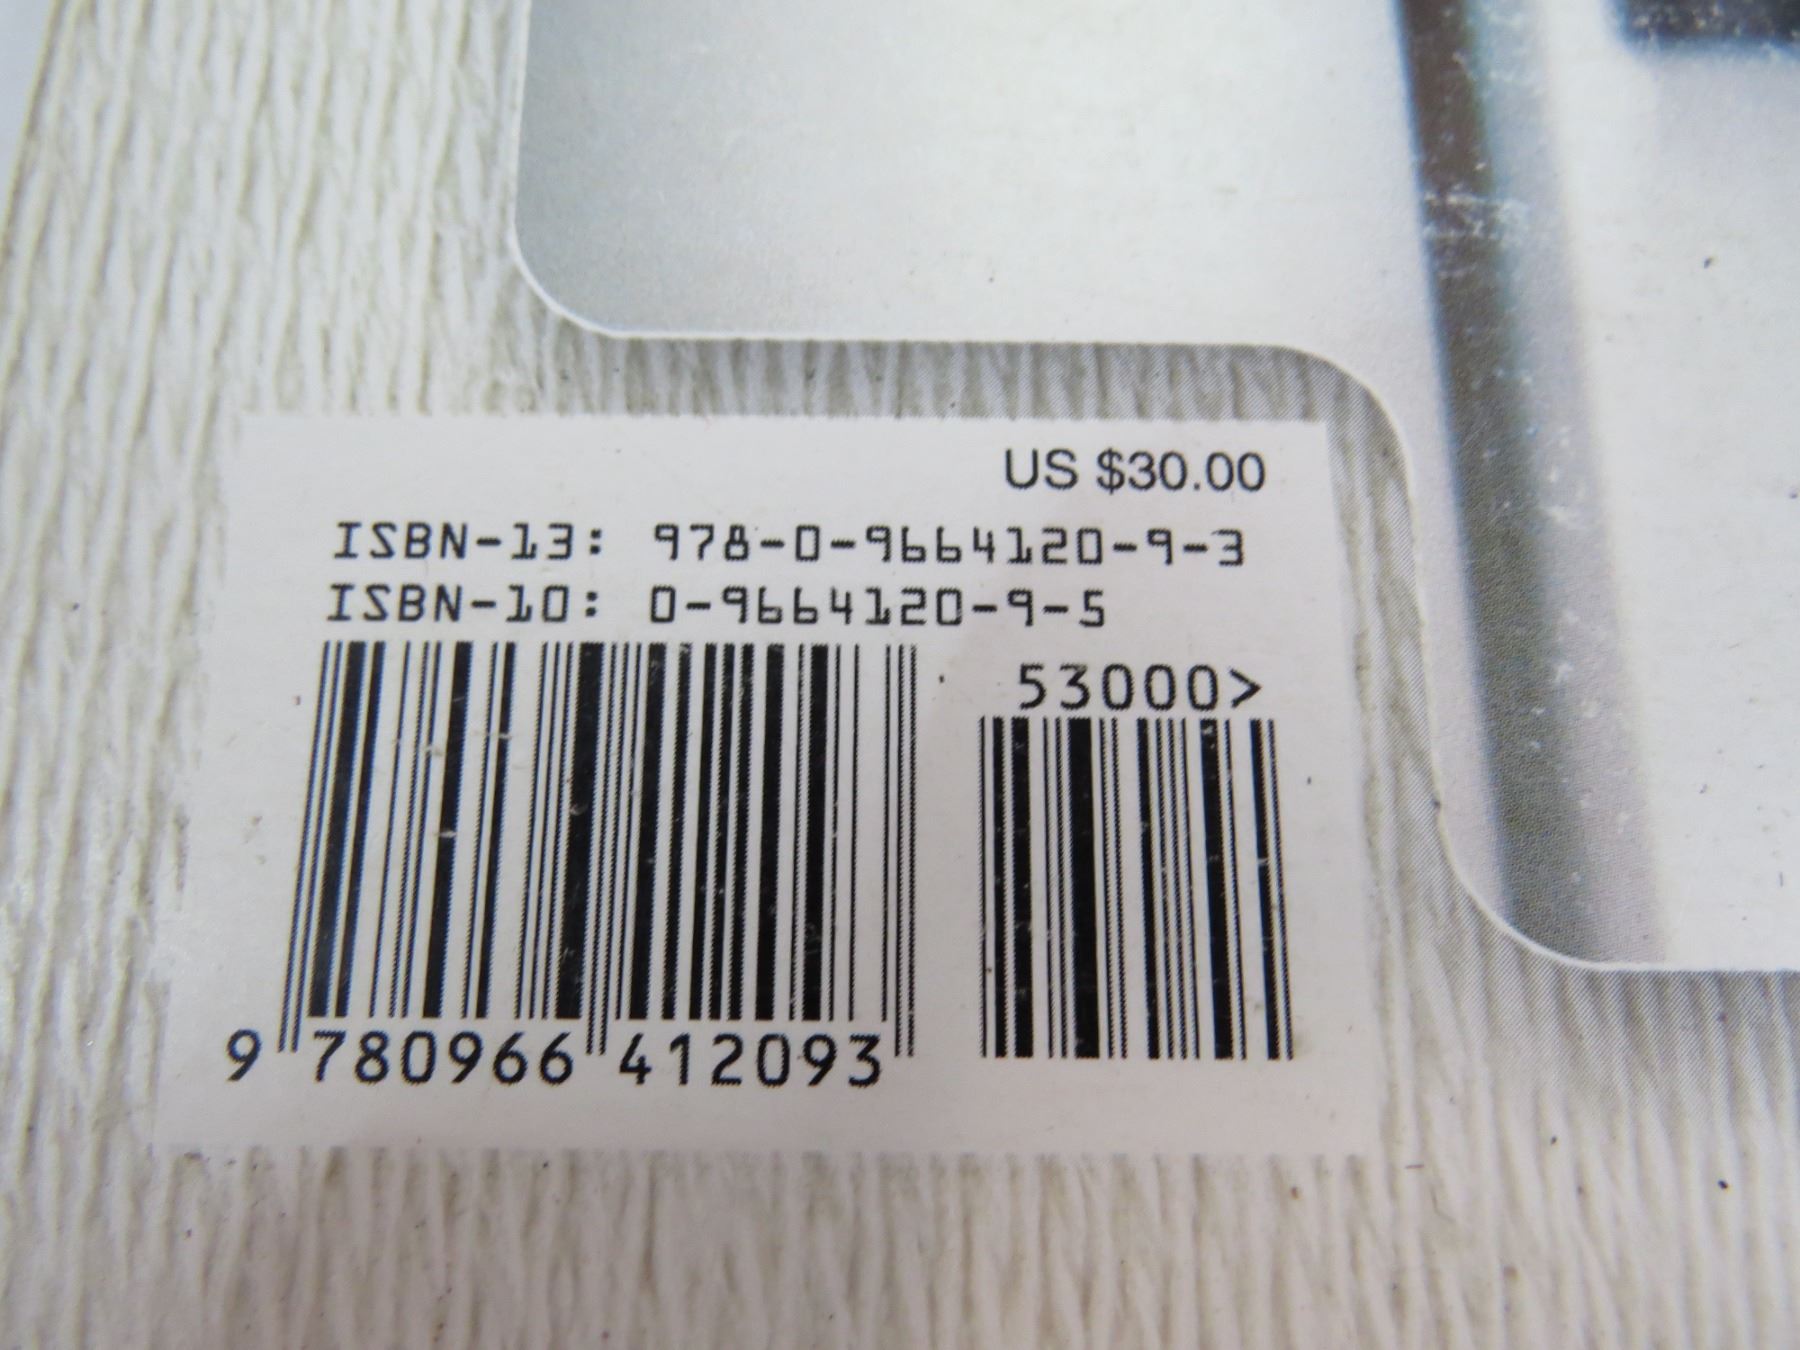 US $30.00
ISBN-13: 978-0-9664120-9-3
ISBN-10: 0-9664120-9-5
53000>
9 780966 412093